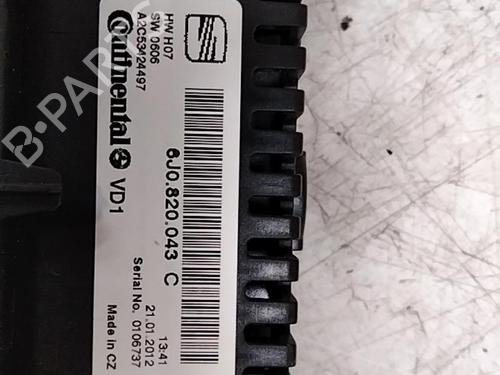 HW H07
SW 0606
A2C53424497
Continental VD1
6J0.820.043 C
13:41
21.01.2012
Serial No. 0106737
Made in CZ
B-PARTS